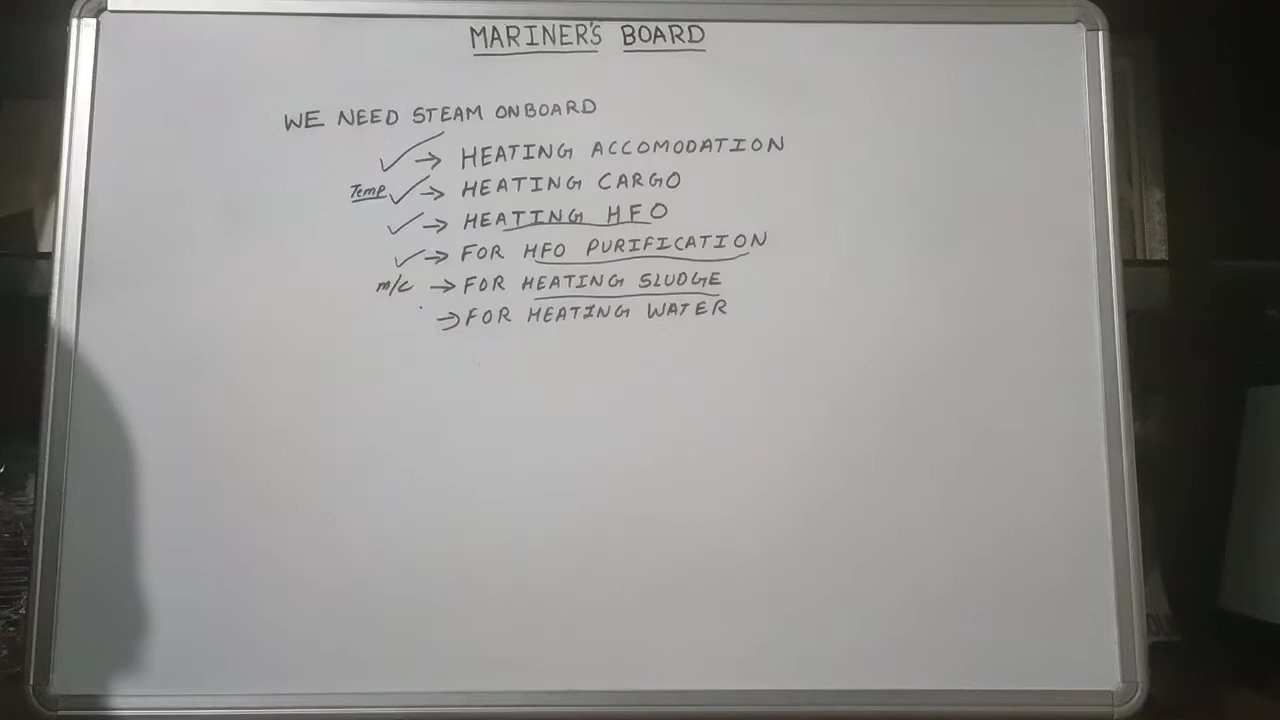 MARINER'S BOARD
WE NEED STEAM ONBOARD
→ HEATING ACCOMODATION
Temp → HEATING CARGO
→ HEATING HFO
→ FOR HFO PURIFICATION
m/c → FOR HEATING SLUDGE
→ FOR HEATING WATER